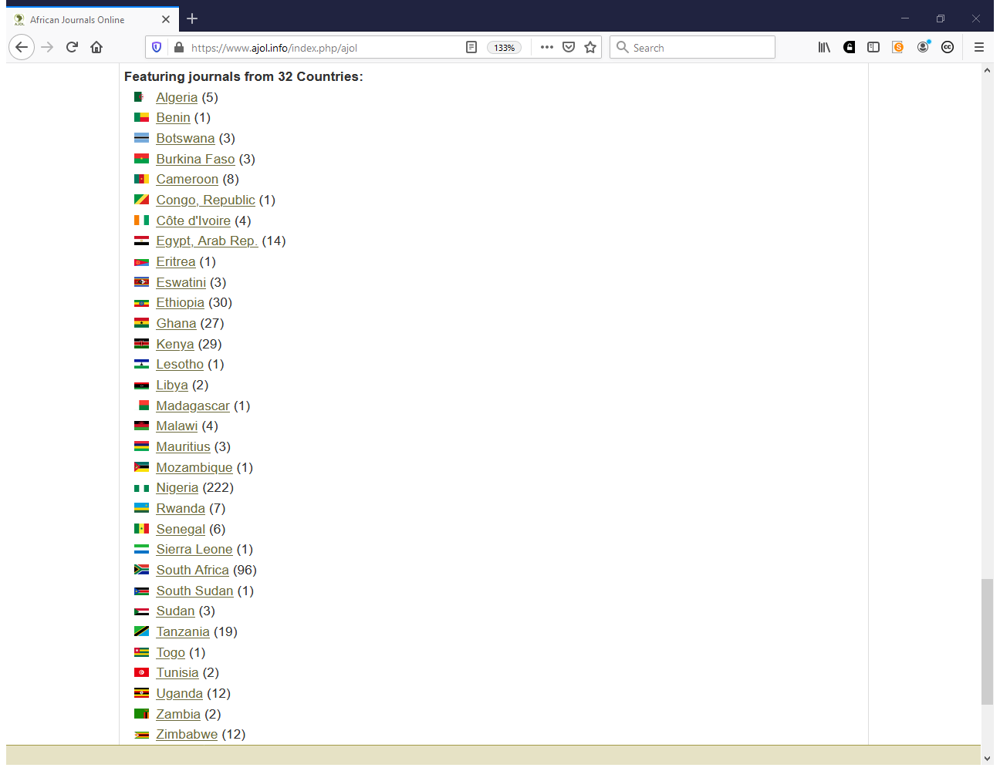 African Journals Online
https://www.ajol.info/index.php/ajol
133%
Search
Featuring journals from 32 Countries:
Algeria (5)
Benin (1)
Botswana (3)
Burkina Faso (3)
Cameroon (8)
Congo, Republic (1)
Côte d'Ivoire (4)
Egypt, Arab Rep. (14)
Eritrea (1)
Eswatini (3)
Ethiopia (30)
Ghana (27)
Kenya (29)
Lesotho (1)
Libya (2)
Madagascar (1)
Malawi (4)
Mauritius (3)
Mozambique (1)
Nigeria (222)
Rwanda (7)
Senegal (6)
Sierra Leone (1)
South Africa (96)
South Sudan (1)
Sudan (3)
Tanzania (19)
Togo (1)
Tunisia (2)
Uganda (12)
Zambia (2)
Zimbabwe (12)